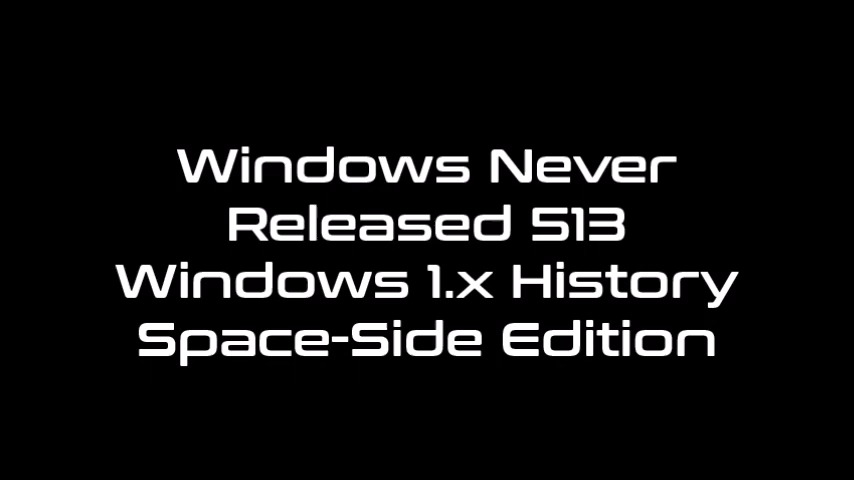 Windows Never
Released 513
Windows 1.x History
Space-Side Edition